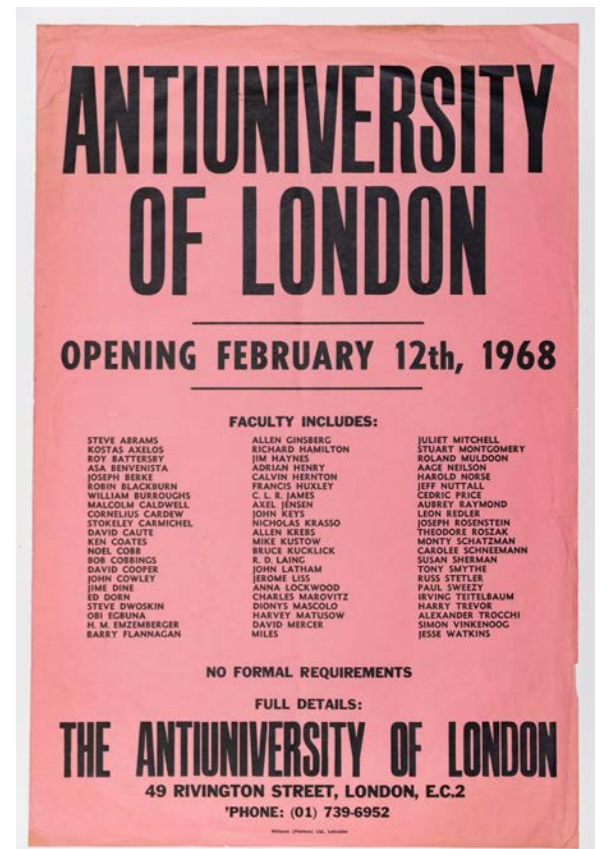 ANTIUNIVERSITY
OF LONDON
OPENING FEBRUARY 12th, 1968
FACULTY INCLUDES:
STEVE ABRAMS
KOSTAS AXELOS
ROY BATTERSBY
ASA BENVENISTA
JOSEPH BERKE
ROBIN BLACKBURN
WILLIAM BURROUGHS
MALCOLM CALDWELL
CORNELIUS CARDEW
STOKELEY CARMICHEL
DAVID CAUTE
KEN COATES
NOEL COBB
BOB COBBINGS
DAVID COOPER
JOHN COWLEY
JIME DINE
ED DORN
STEVE DWOSKIN
OBI EGBUNA
H. M. EMZEMBERGER
BARRY FLANNAGAN
ALLEN GINSBERG
RICHARD HAMILTON
JIM HAYNES
ADRIAN HENRY
CALVIN HERNTON
FRANCIS HUXLEY
C. L. R. JAMES
AXEL JENSEN
JOHN KEYS
NICHOLAS KRASSO
ALLEN KREBS
MIKE KUSTOW
BRUCE KUCKLICK
R. D. LAING
JOHN LATHAM
JEROME LISS
ANNA LOCKWOOD
CHARLES MAROVITZ
DIONYS MASCOLO
HARVEY MATUSOW
DAVID MERCER
MILES
JULIET MITCHELL
STUART MONTGOMERY
ROLAND MULDOON
AAGE NEILSON
HAROLD NORSE
JEFF NUTTALL
CEDRIC PRICE
AUBREY RAYMOND
LEON REDLER
JOSEPH ROSENSTEIN
THEODORE ROSZAK
MONTY SCHATZMAN
CAROLEE SCHNEEMANN
SUSAN SHERMAN
TONY SMYTHE
RUSS STETLER
PAUL SWEEZY
IRVING TEITELBAUM
HARRY TREVOR
ALEXANDER TROCCHI
SIMON VINKENOOG
JESSE WATKINS
NO FORMAL REQUIREMENTS
FULL DETAILS:
THE ANTIUNIVERSITY OF LONDON
49 RIVINGTON STREET, LONDON, E.C.2
'PHONE: (01) 739-6952
(Printers) Ltd., Leicester